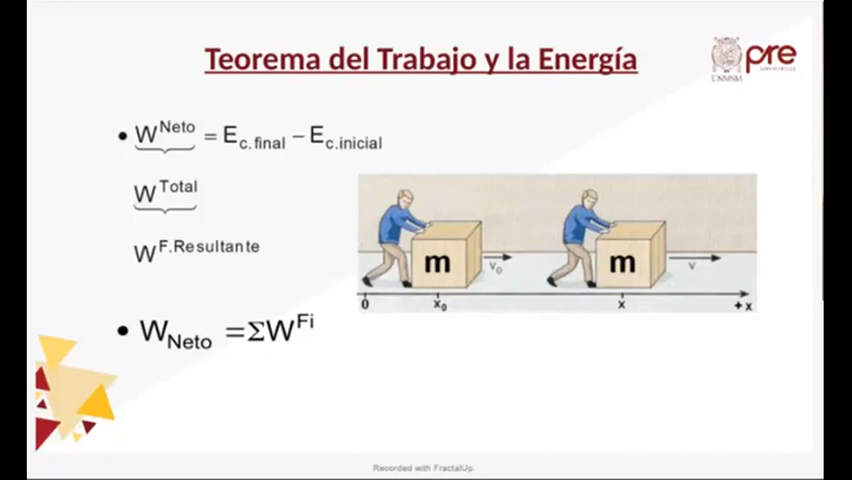 Teorema del Trabajo y la Energía
pre
UNMSM
• W^Neto = E_c.final − E_c.inicial
W^Total
W^F.Resultante
m
v₀
m
v
0
x₀
x
+x
• W_Neto = ΣW^Fi
Recorded with FractalUp.